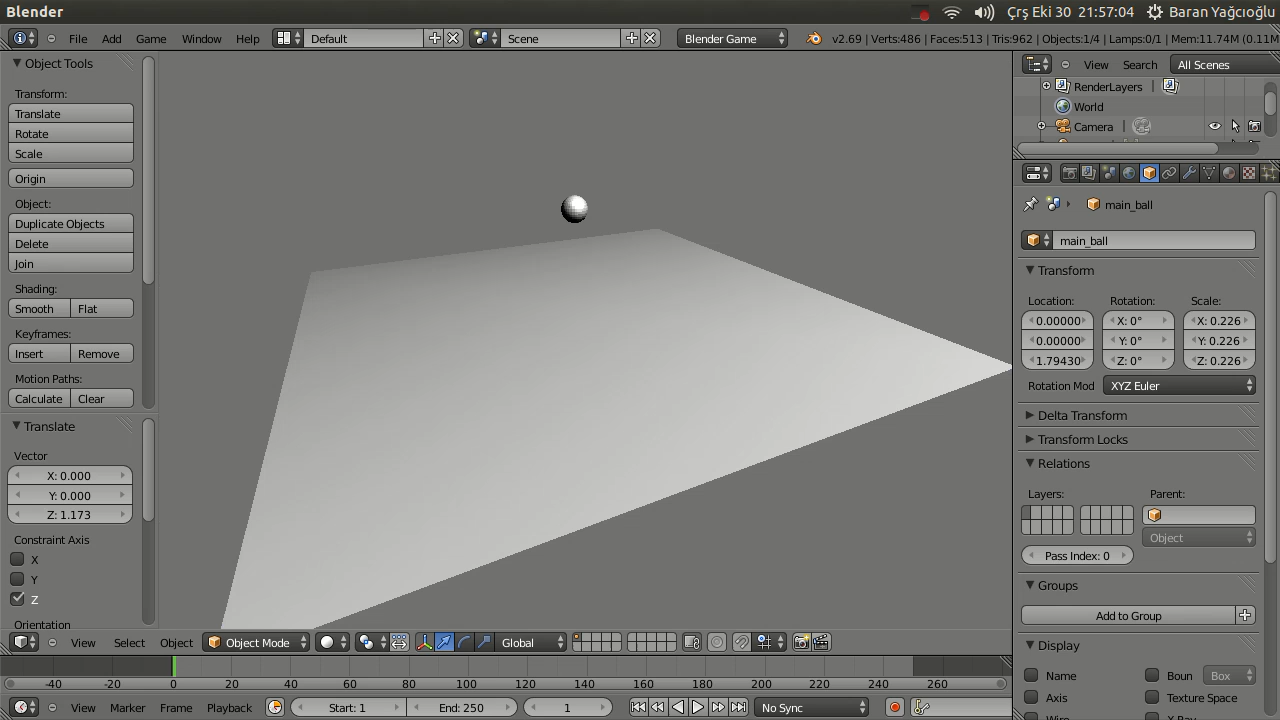 Blender
Çrş Eki 30 21:57:04 Baran Yağcıoğlu
File Add Game Window Help Default Scene Blender Game v2.69 | Verts:486 | Faces:513 | Tris:962 | Objects:1/4 | Lamps:0/1 | Mem:11.74M (0.11M
Object Tools
Transform:
Translate
Rotate
Scale
Origin
Object:
Duplicate Objects
Delete
Join
Shading:
Smooth Flat
Keyframes:
Insert Remove
Motion Paths:
Calculate Clear
Translate
Vector
X: 0.000
Y: 0.000
Z: 1.173
Constraint Axis
X
Y
Z
Orientation
View Select Object Object Mode Global
-40 -20 0 20 40 60 80 100 120 140 160 180 200 220 240 260
View Marker Frame Playback Start: 1 End: 250 1 No Sync
View Search All Scenes
RenderLayers
World
Camera
main_ball
main_ball
Transform
Location: Rotation: Scale:
0.00000 X: 0° X: 0.226
0.00000 Y: 0° Y: 0.226
1.79430 Z: 0° Z: 0.226
Rotation Mod XYZ Euler
Delta Transform
Transform Locks
Relations
Layers: Parent:
Object
Pass Index: 0
Groups
Add to Group
Display
Name Boun Box
Axis Texture Space
Wire X-Ray